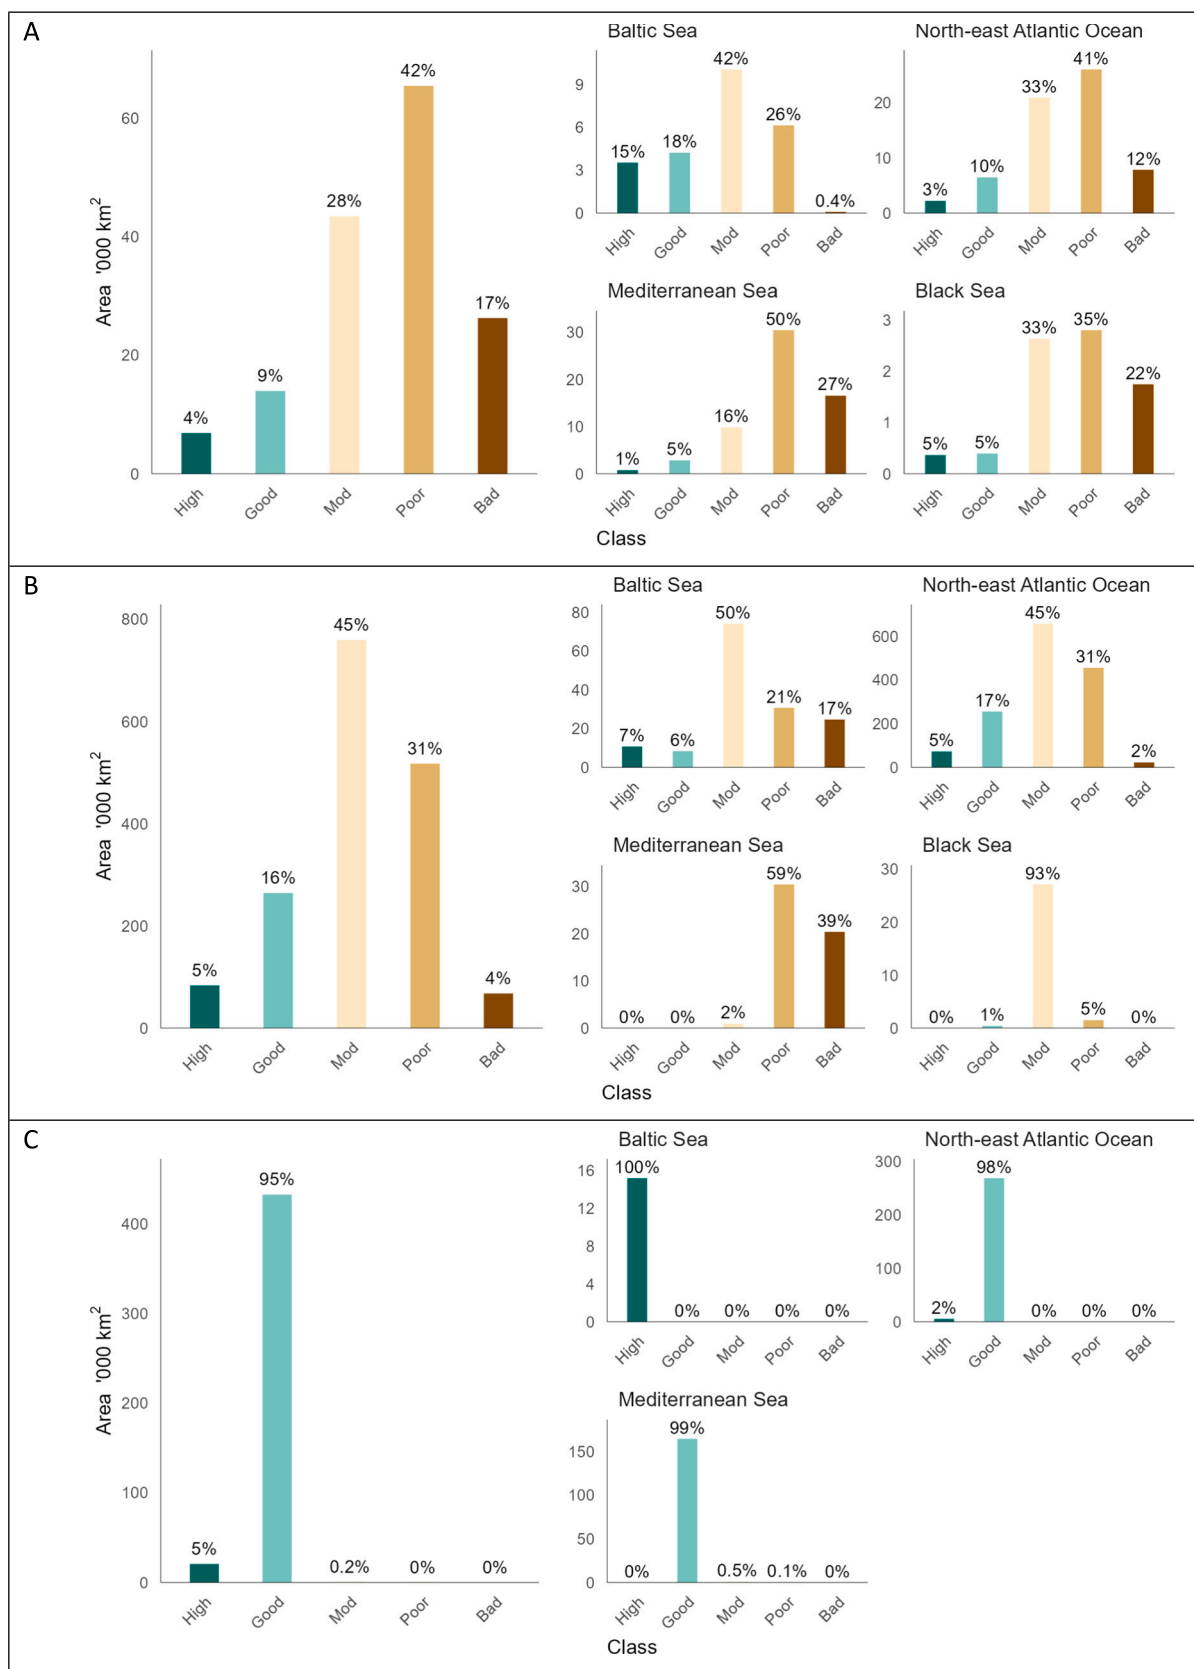 A
Area '000 km2
60
40
20
0
4%
9%
28%
42%
17%
High
Good
Mod
Poor
Bad
Baltic Sea
9
6
3
0
15%
18%
42%
26%
0.4%
High
Good
Mod
Poor
Bad
North-east Atlantic Ocean
20
10
0
3%
10%
33%
41%
12%
High
Good
Mod
Poor
Bad
Mediterranean Sea
30
20
10
0
1%
5%
16%
50%
27%
High
Good
Mod
Poor
Bad
Black Sea
3
2
1
0
5%
5%
33%
35%
22%
High
Good
Mod
Poor
Bad
Class
B
Area '000 km2
800
600
400
200
0
5%
16%
45%
31%
4%
High
Good
Mod
Poor
Bad
Baltic Sea
80
60
40
20
0
7%
6%
50%
21%
17%
High
Good
Mod
Poor
Bad
North-east Atlantic Ocean
600
400
200
0
5%
17%
45%
31%
2%
High
Good
Mod
Poor
Bad
Mediterranean Sea
30
20
10
0
0%
0%
2%
59%
39%
High
Good
Mod
Poor
Bad
Black Sea
30
20
10
0
0%
1%
93%
5%
0%
High
Good
Mod
Poor
Bad
Class
C
Area '000 km2
400
300
200
100
0
5%
95%
0.2%
0%
0%
High
Good
Mod
Poor
Bad
Baltic Sea
16
12
8
4
0
100%
0%
0%
0%
0%
High
Good
Mod
Poor
Bad
North-east Atlantic Ocean
300
200
100
0
2%
98%
0%
0%
0%
High
Good
Mod
Poor
Bad
Mediterranean Sea
150
100
50
0
0%
99%
0.5%
0.1%
0%
High
Good
Mod
Poor
Bad
Class